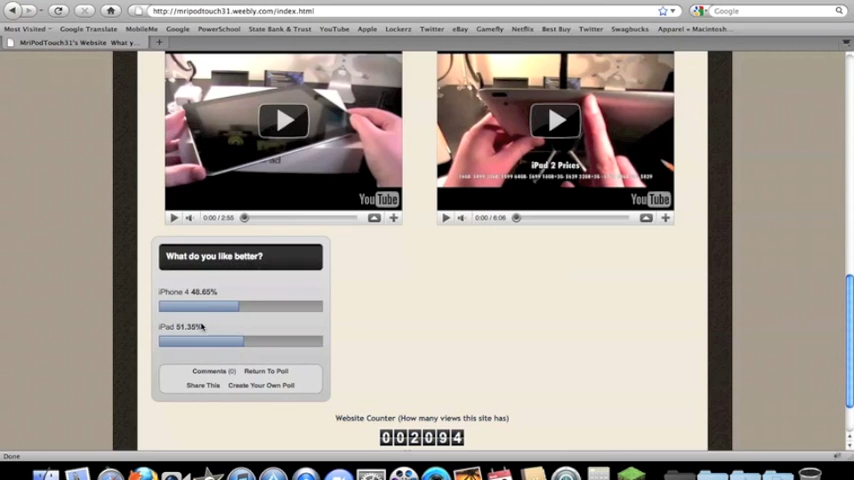 http://mripodtouch31.weebly.com/index.html
Google
Most Visited Google Translate MobileMe Google PowerSchool State Bank & Trust YouTube Apple Lockerz Twitter eBay Gamefly Netflix Best Buy Twitter Swagbucks Apparel × Macintosh...
MriPodTouch31's Website What y...
iPad 2 Prices
YouTube
YouTube
0:00 / 2:55
0:00 / 6:06
What do you like better?
iPhone 4 48.65%
iPad 51.35%
Comments (0) Return To Poll
Share This Create Your Own Poll
Website Counter (How many views this site has)
002094
Done